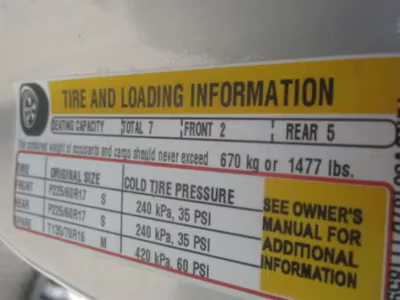 TIRE AND LOADING INFORMATION
SEATING CAPACITY TOTAL 7 FRONT 2 REAR 5
The combined weight of occupants and cargo should never exceed 670 kg or 1477 lbs.
TIRE ORIGINAL SIZE COLD TIRE PRESSURE
FRONT P225/60R17 S 240 kPa, 35 PSI
REAR P225/60R17 S 240 kPa, 35 PSI
SPARE T135/70R16 M 420 kPa, 60 PSI
SEE OWNER'S
MANUAL FOR
ADDITIONAL
INFORMATION